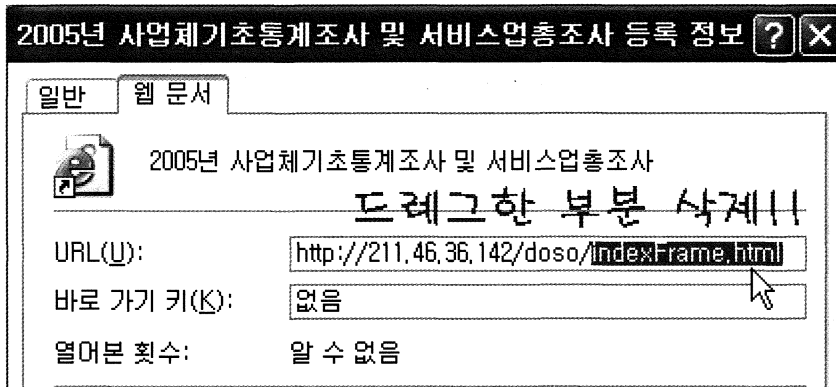 2005년 사업체기초통계조사 및 서비스업총조사 등록 정보 ? X
일반 웹 문서
2005년 사업체기초통계조사 및 서비스업총조사
드레그한 부분 삭계!!
URL(U): http://211.46.36.142/doso/IndexFrame.html
바로 가기 키(K): 없음
열어본 횟수: 알 수 없음